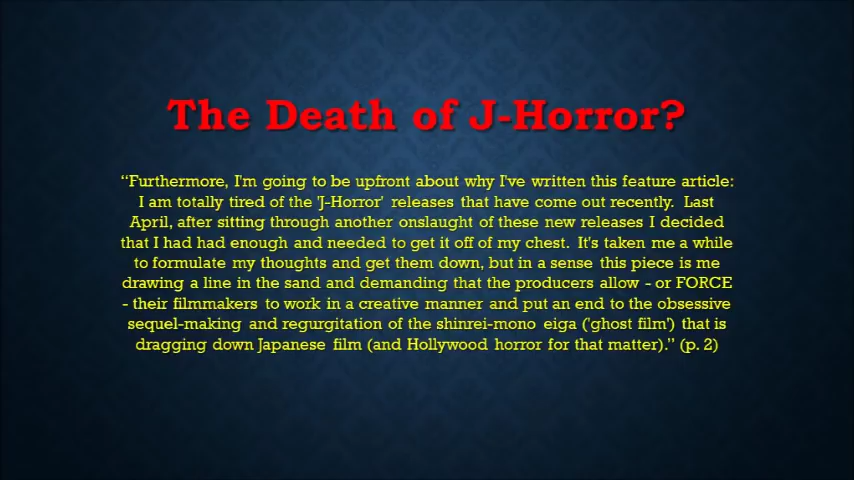 The Death of J-Horror?
“Furthermore, I'm going to be upfront about why I've written this feature article:
I am totally tired of the 'J-Horror' releases that have come out recently. Last
April, after sitting through another onslaught of these new releases I decided
that I had had enough and needed to get it off of my chest. It's taken me a while
to formulate my thoughts and get them down, but in a sense this piece is me
drawing a line in the sand and demanding that the producers allow - or FORCE
- their filmmakers to work in a creative manner and put an end to the obsessive
sequel-making and regurgitation of the shinrei-mono eiga ('ghost film') that is
dragging down Japanese film (and Hollywood horror for that matter).” (p. 2)